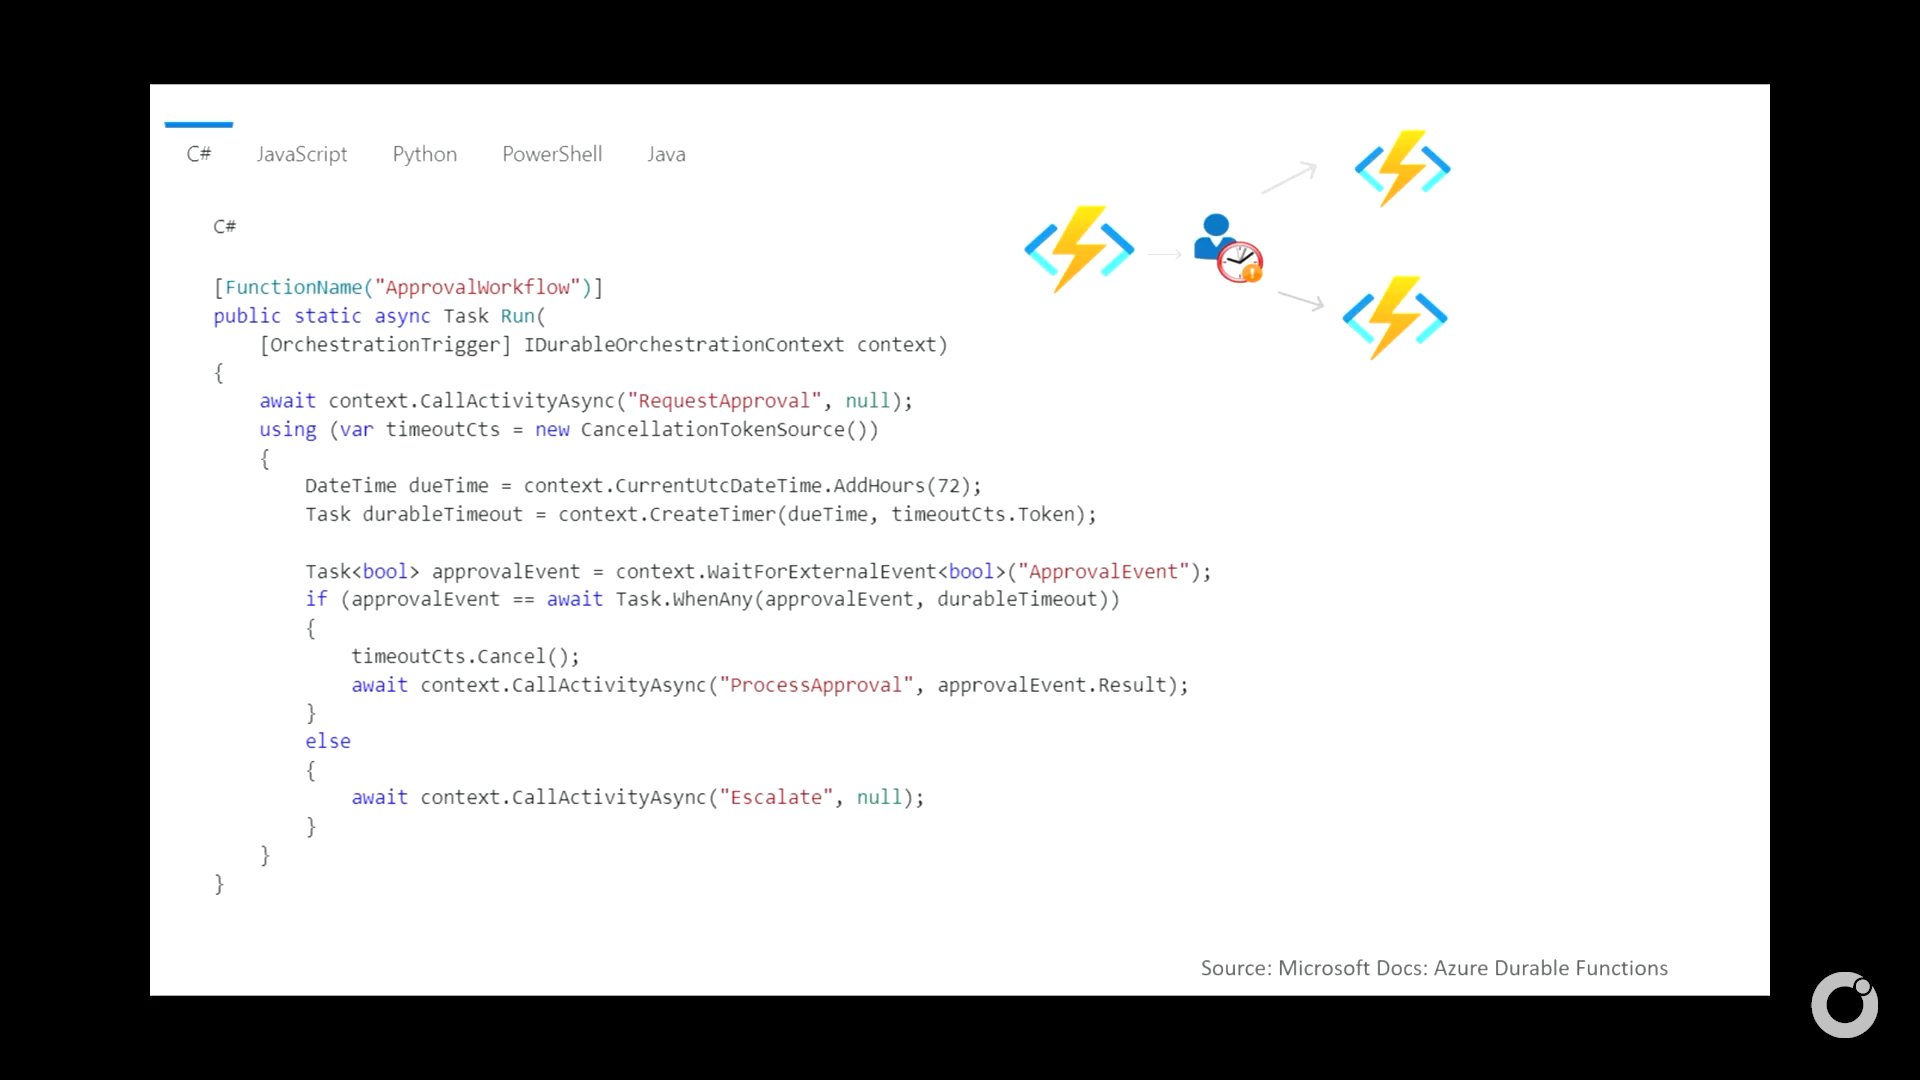 C# JavaScript Python PowerShell Java
C#
[FunctionName("ApprovalWorkflow")]
public static async Task Run(
    [OrchestrationTrigger] IDurableOrchestrationContext context)
{
    await context.CallActivityAsync("RequestApproval", null);
    using (var timeoutCts = new CancellationTokenSource())
    {
        DateTime dueTime = context.CurrentUtcDateTime.AddHours(72);
        Task durableTimeout = context.CreateTimer(dueTime, timeoutCts.Token);
        Task<bool> approvalEvent = context.WaitForExternalEvent<bool>("ApprovalEvent");
        if (approvalEvent == await Task.WhenAny(approvalEvent, durableTimeout))
        {
            timeoutCts.Cancel();
            await context.CallActivityAsync("ProcessApproval", approvalEvent.Result);
        }
        else
        {
            await context.CallActivityAsync("Escalate", null);
        }
    }
}
Source: Microsoft Docs: Azure Durable Functions